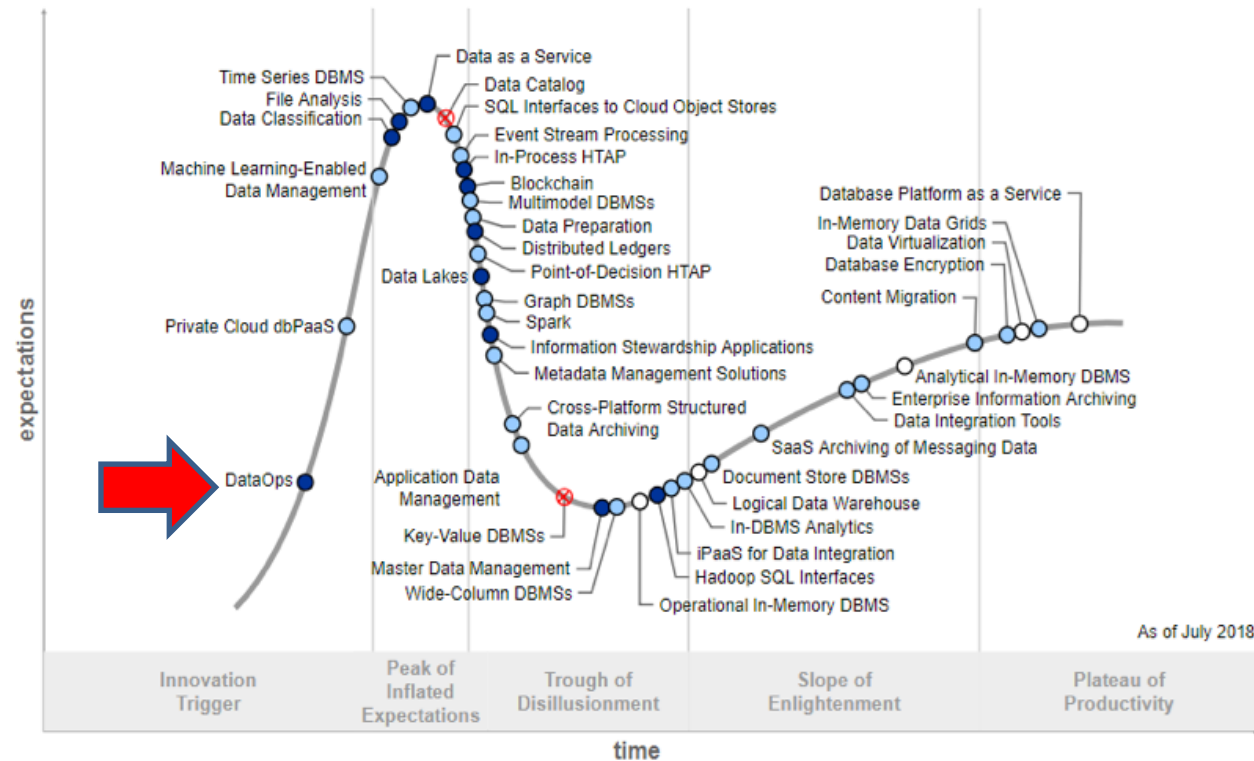 Data as a Service
Time Series DBMS
Data Catalog
File Analysis
SQL Interfaces to Cloud Object Stores
Data Classification
Event Stream Processing
In-Process HTAP
Machine Learning-Enabled
Data Management
Blockchain
Multimodel DBMSs
Data Preparation
Distributed Ledgers
Point-of-Decision HTAP
Data Lakes
Graph DBMSs
Spark
Private Cloud dbPaaS
Information Stewardship Applications
Metadata Management Solutions
Cross-Platform Structured
Data Archiving
DataOps
Application Data
Management
Key-Value DBMSs
Master Data Management
Wide-Column DBMSs
Database Platform as a Service
In-Memory Data Grids
Data Virtualization
Database Encryption
Content Migration
Analytical In-Memory DBMS
Enterprise Information Archiving
Data Integration Tools
SaaS Archiving of Messaging Data
Document Store DBMSs
Logical Data Warehouse
In-DBMS Analytics
iPaaS for Data Integration
Hadoop SQL Interfaces
Operational In-Memory DBMS
As of July 2018
expectations
Innovation
Trigger
Peak of
Inflated
Expectations
Trough of
Disillusionment
Slope of
Enlightenment
Plateau of
Productivity
time